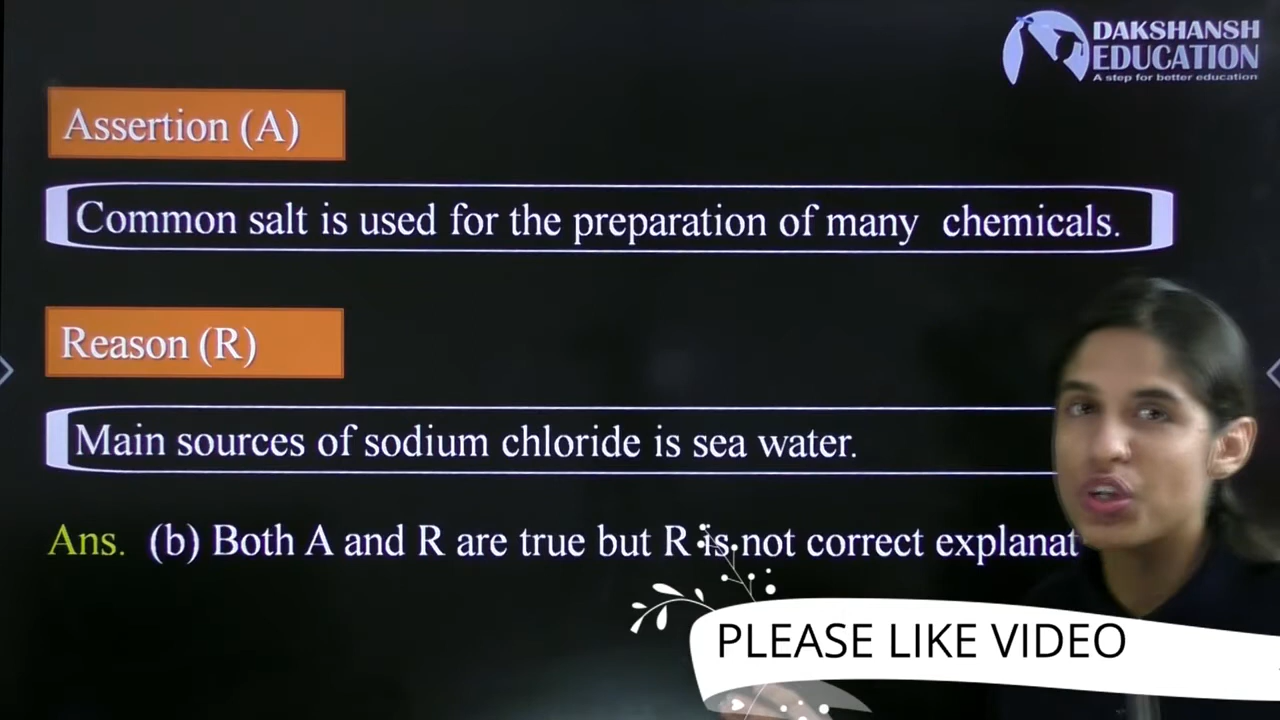 DAKSHANSH
EDUCATION
A step for better education
Assertion (A)
Common salt is used for the preparation of many chemicals.
Reason (R)
Main sources of sodium chloride is sea water.
Ans. (b) Both A and R are true but R is not correct explanat
PLEASE LIKE VIDEO